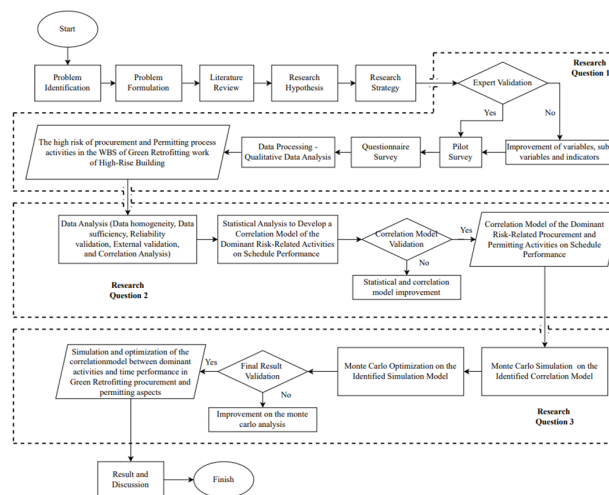 Start
Problem
Identification
Problem
Formulation
Literature
Review
Research
Hypothesis
Research
Strategy
Expert Validation
Research
Question 1
Yes
No
The high risk of procurement and Permitting process
activities in the WBS of Green Retrofitting work
of High-Rise Building
Data Processing -
Qualitative Data Analysis
Questionnaire
Survey
Pilot
Survey
Improvement of variables, sub
variables and indicators
Data Analysis (Data homogeneity, Data
sufficiency, Reliability
validation, External validation,
and Correlation Analysis)
Statistical Analysis to Develop a
Correlation Model of the
Dominant Risk-Related Activities
on Schedule Performance
Correlation Model
Validation
Yes
No
Correlation Model of the Dominant
Risk-Related Procurement and
Permitting Activities on Schedule
Performance
Statistical and correlation
model improvement
Research
Question 2
Simulation and optimization of the
correlationmodel between dominant
activities and time performance in
Green Retrofitting procurement and
permitting aspects
Yes
Final Result
Validation
No
Monte Carlo Optimization on the
Identified Simulation Model
Monte Carlo Simulation on the
Identified Correlation Model
Improvement on the monte
carlo analysis
Research
Question 3
Result and
Discussion
Finish